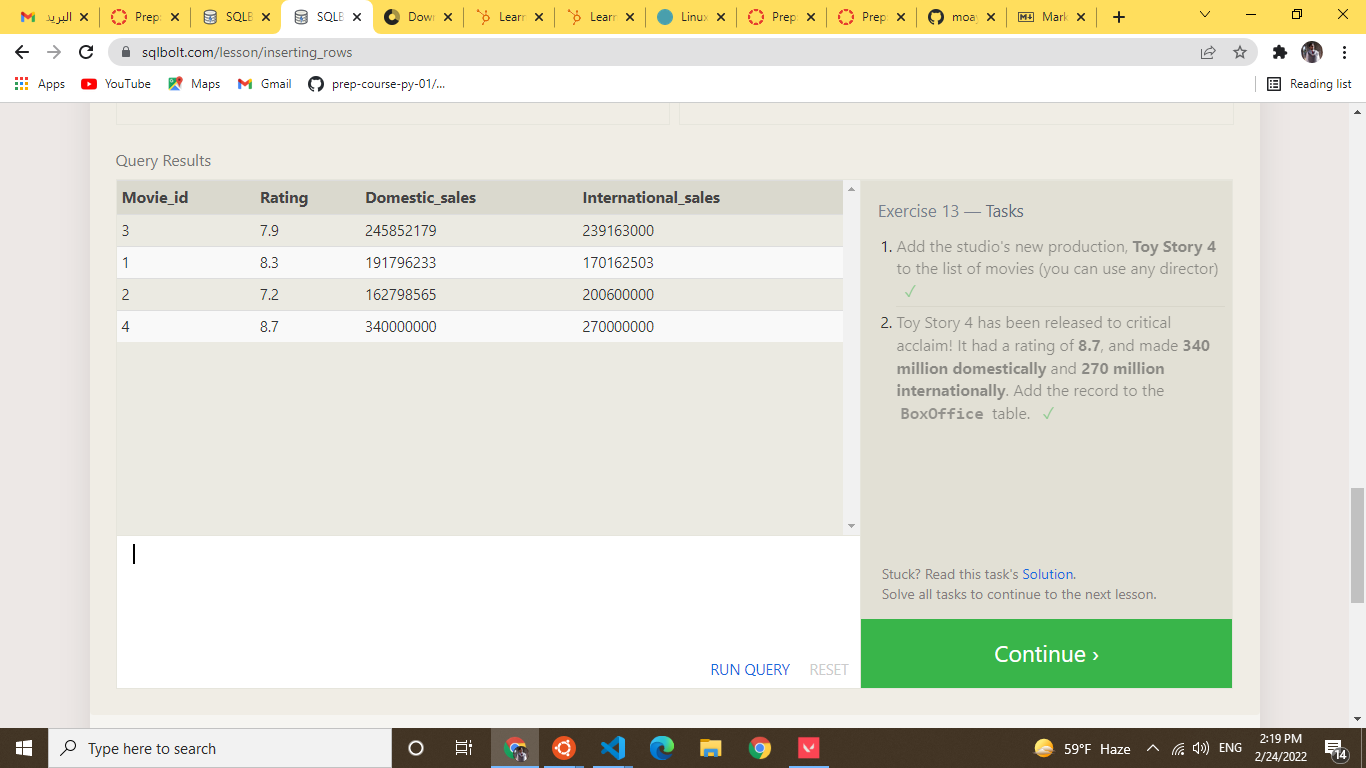 البريد
Prep
SQLB
SQLB
Dow
Learn
Learn
Linux
Prep
Prep
moay
Mark
sqlbolt.com/lesson/inserting_rows
Apps YouTube Maps Gmail prep-course-py-01/... Reading list
Query Results
Movie_id Rating Domestic_sales International_sales
3 7.9 245852179 239163000
1 8.3 191796233 170162503
2 7.2 162798565 200600000
4 8.7 340000000 270000000
Exercise 13 — Tasks
1. Add the studio's new production, Toy Story 4
to the list of movies (you can use any director)
✓
2. Toy Story 4 has been released to critical
acclaim! It had a rating of 8.7, and made 340
million domestically and 270 million
internationally. Add the record to the
BoxOffice table. ✓
RUN QUERY RESET
Stuck? Read this task's Solution.
Solve all tasks to continue to the next lesson.
Continue ›
Type here to search
59°F Haze
ENG
2:19 PM
2/24/2022
14